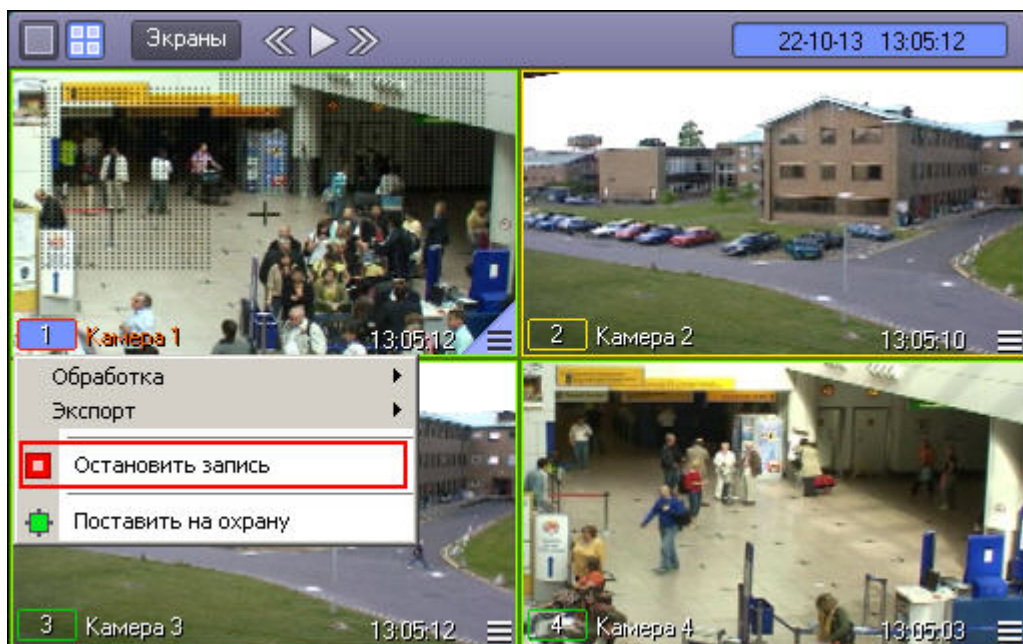 Экраны
22-10-13 13:05:12
1 Камера 1 13:05:12
2 Камера 2 13:05:10
Обработка
Экспорт
Остановить запись
Поставить на охрану
3 Камера 3 13:05:12
4 Камера 4 13:05:03